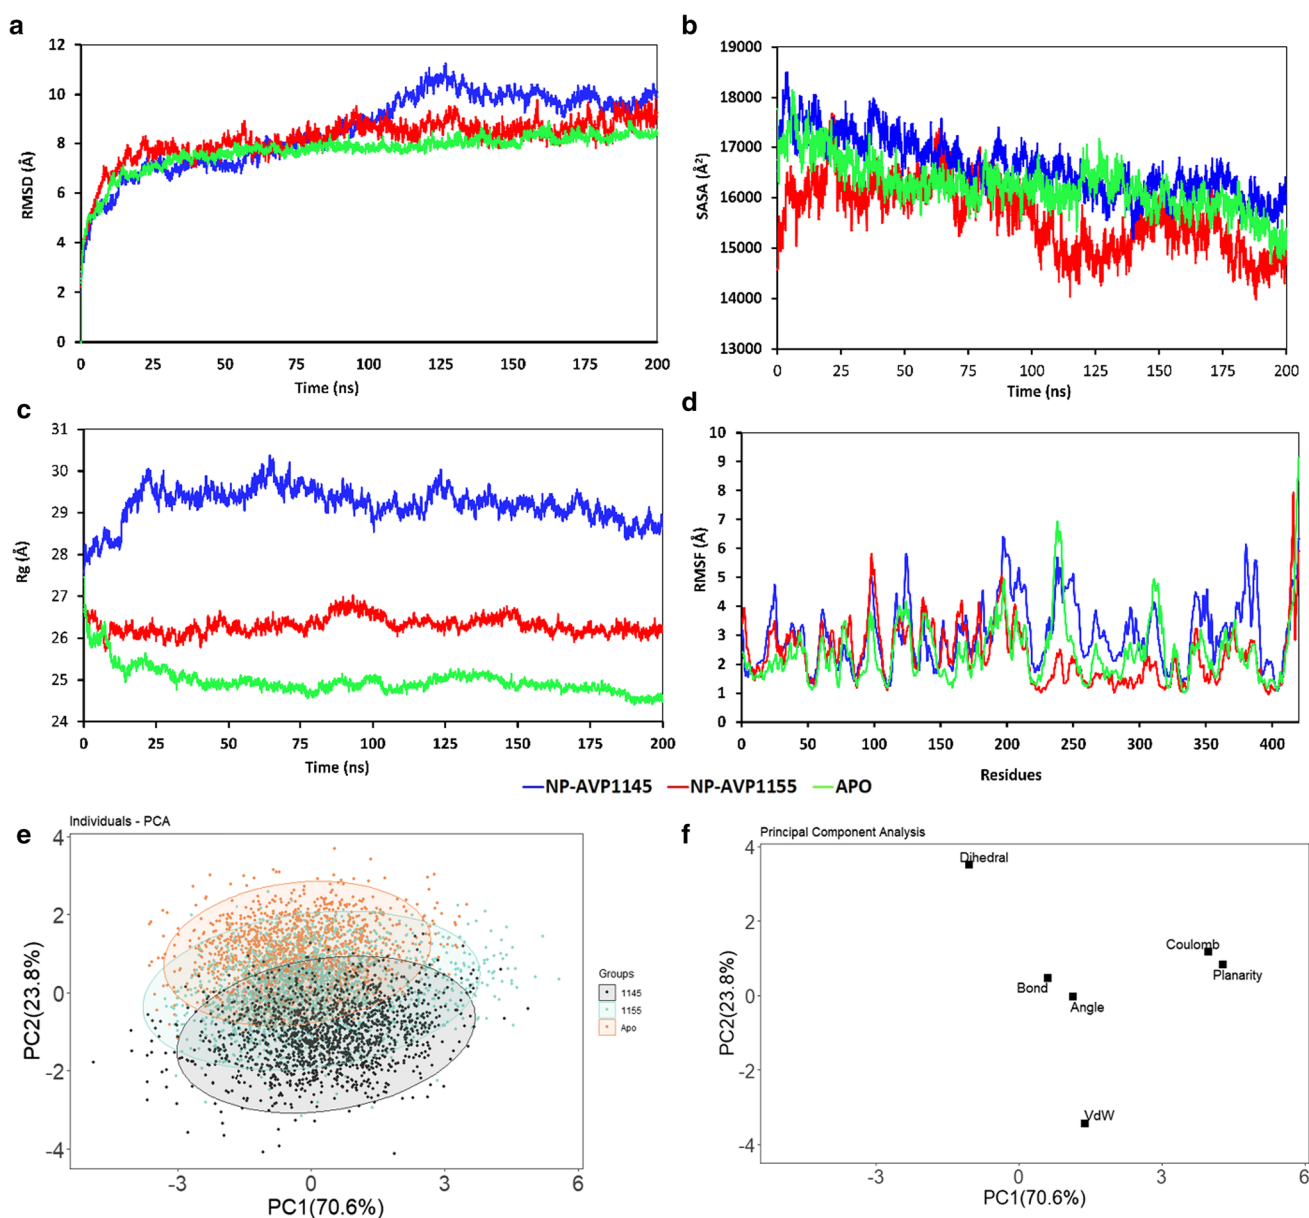 a
12
10
8
6
4
2
0
RMSD (Å)
0 25 50 75 100 125 150 175 200
Time (ns)
b
19000
18000
17000
16000
15000
14000
13000
SASA (Å²)
0 25 50 75 100 125 150 175 200
Time (ns)
c
31
30
29
28
27
26
25
24
Rg (Å)
0 25 50 75 100 125 150 175 200
Time (ns)
d
10
9
8
7
6
5
4
3
2
1
0
RMSF (Å)
0 50 100 150 200 250 300 350 400
Residues
NP-AVP1145 NP-AVP1155 APO
e
Individuals - PCA
4
2
0
-2
-4
PC2(23.8%)
-3 0 3 6
PC1(70.6%)
Groups
1145
1155
Apo
f
Principal Component Analysis
4
2
0
-2
-4
PC2(23.8%)
Dihedral
Coulomb
Planarity
Bond
Angle
VdW
-3 0 3 6
PC1(70.6%)